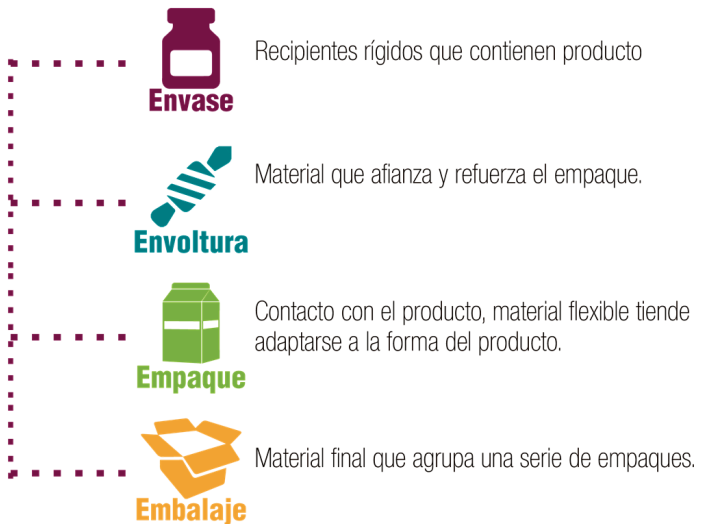 Recipientes rígidos que contienen producto
Envase
Material que afianza y refuerza el empaque.
Envoltura
Contacto con el producto, material flexible tiende
adaptarse a la forma del producto.
Empaque
Material final que agrupa una serie de empaques.
Embalaje